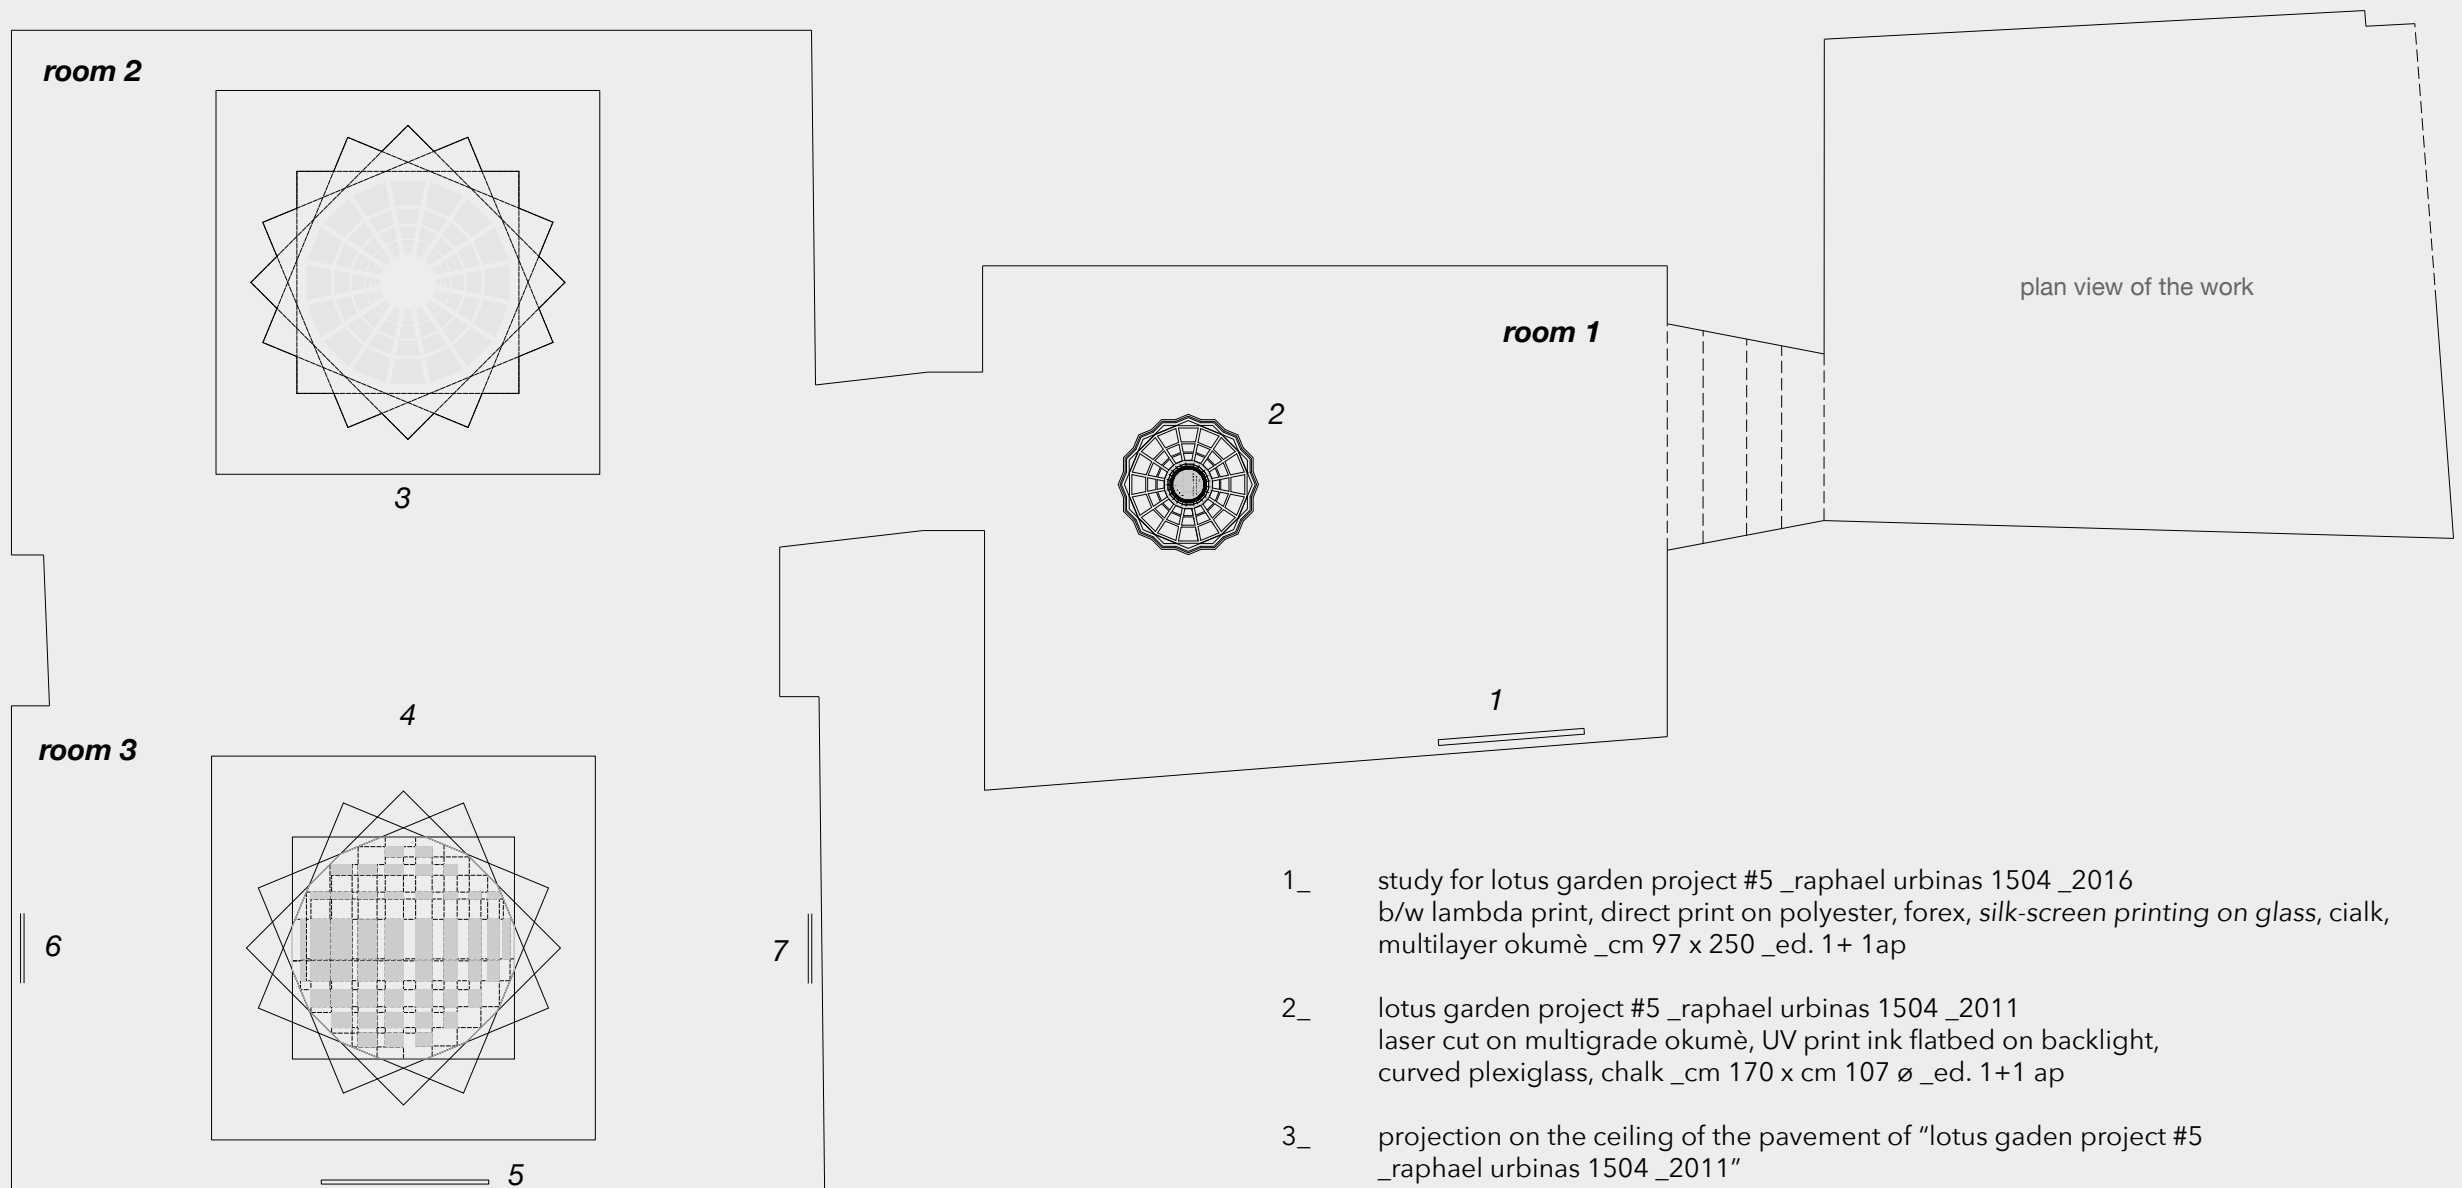 room 2
3
4
room 3
6
7
5
room 1
2
1
plan view of the work
1_ study for lotus garden project #5 _raphael urbinas 1504 _2016
b/w lambda print, direct print on polyester, forex, silk-screen printing on glass, cialk,
multilayer okumè _cm 97 x 250 _ed. 1+ 1ap
2_ lotus garden project #5 _raphael urbinas 1504 _2011
laser cut on multigrade okumè, UV print ink flatbed on backlight,
curved plexiglass, chalk _cm 170 x cm 107 ø _ed. 1+1 ap
3_ projection on the ceiling of the pavement of “lotus gaden project #5
_raphael urbinas 1504 _2011”